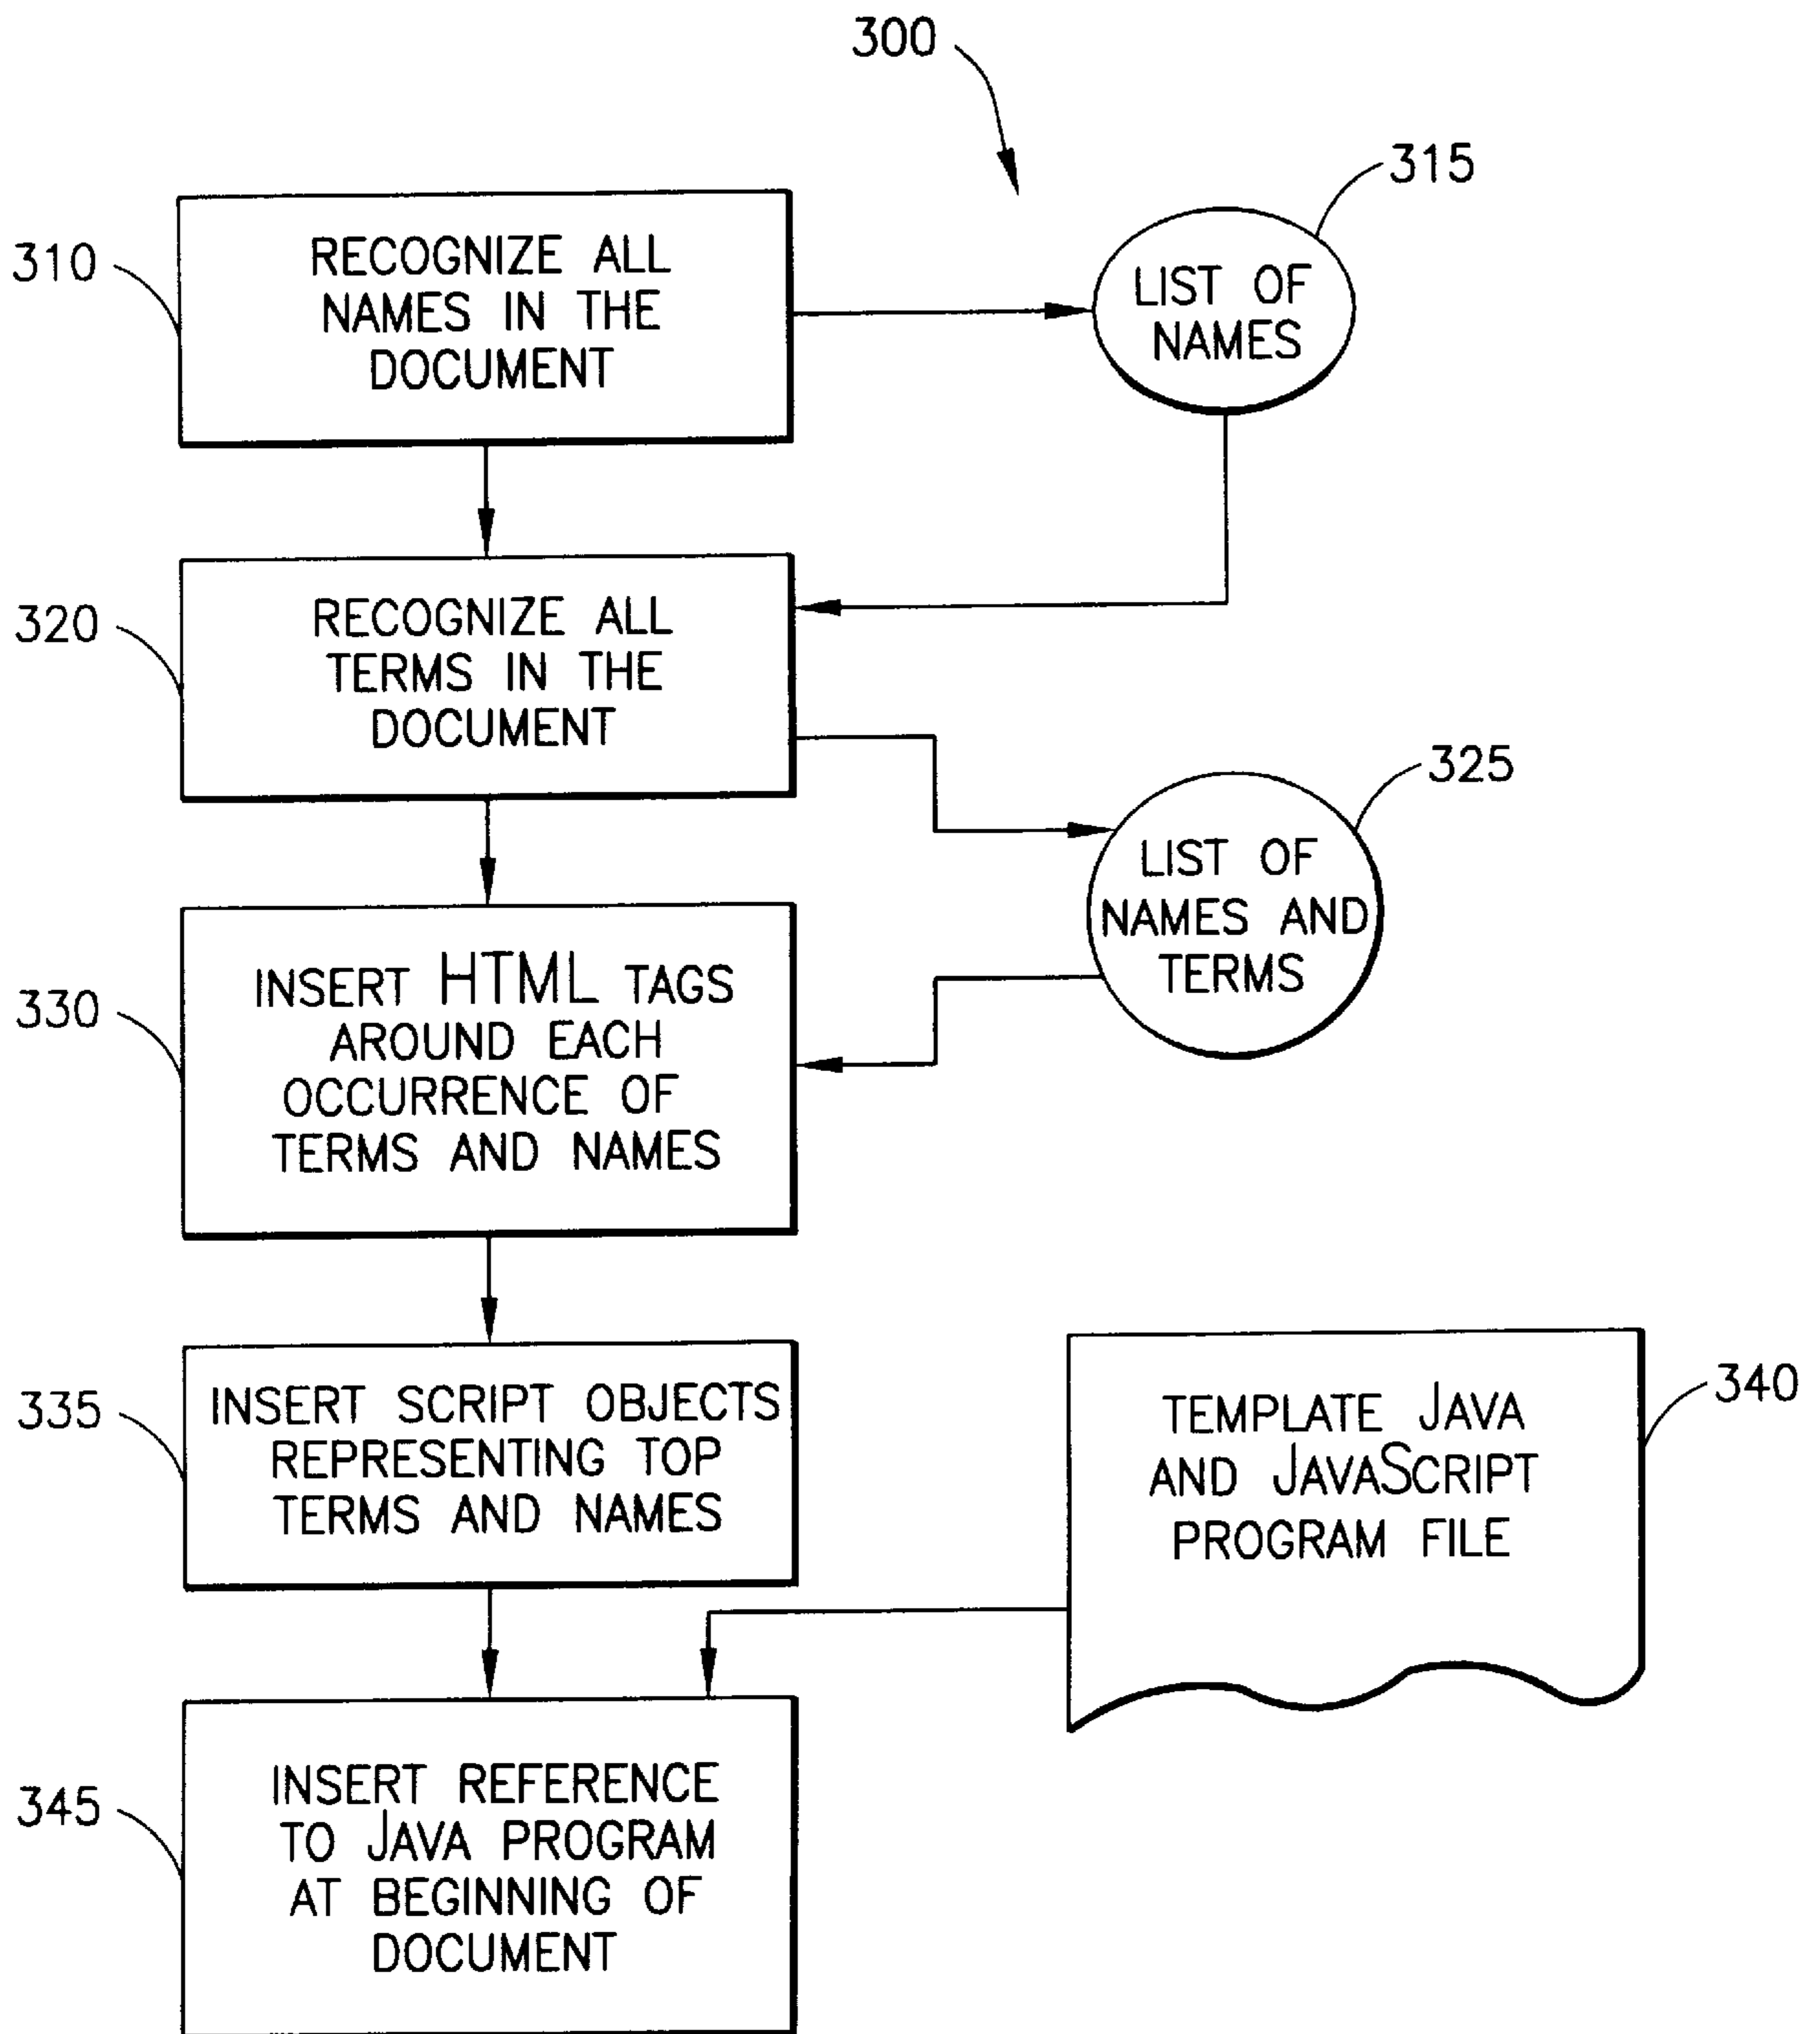 300
315
310
RECOGNIZE ALL
NAMES IN THE
DOCUMENT
LIST OF
NAMES
320
RECOGNIZE ALL
TERMS IN THE
DOCUMENT
325
LIST OF
NAMES AND
TERMS
330
INSERT HTML TAGS
AROUND EACH
OCCURRENCE OF
TERMS AND NAMES
335
INSERT SCRIPT OBJECTS
REPRESENTING TOP
TERMS AND NAMES
340
TEMPLATE JAVA
AND JAVASCRIPT
PROGRAM FILE
345
INSERT REFERENCE
TO JAVA PROGRAM
AT BEGINNING OF
DOCUMENT